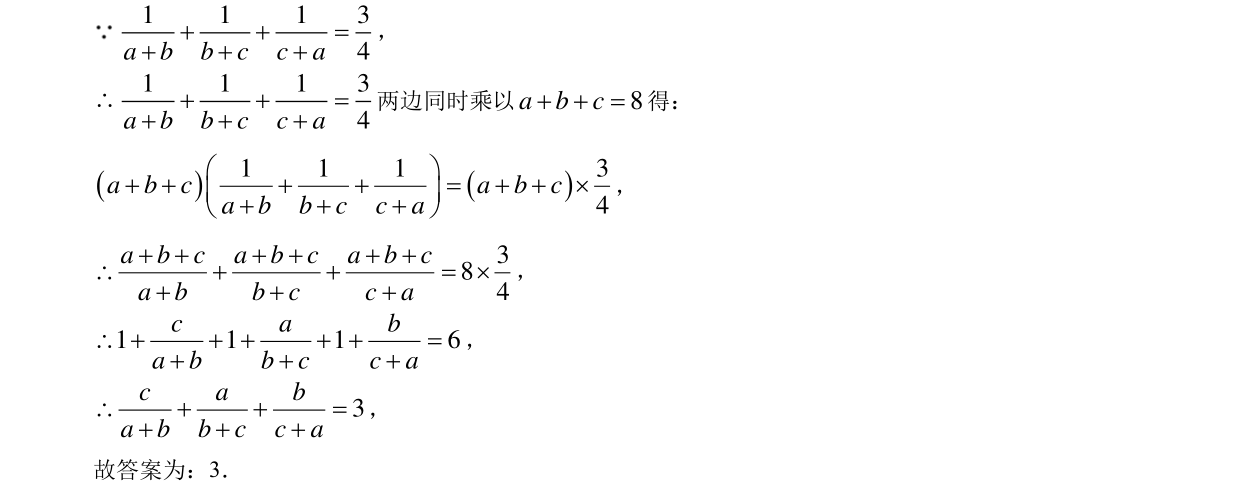 ∵ 1/(a+b) + 1/(b+c) + 1/(c+a) = 3/4，
∴ 1/(a+b) + 1/(b+c) + 1/(c+a) = 3/4 两边同时乘以 a+b+c=8 得：
(a+b+c)(1/(a+b) + 1/(b+c) + 1/(c+a)) = (a+b+c)×3/4，
∴ (a+b+c)/(a+b) + (a+b+c)/(b+c) + (a+b+c)/(c+a) = 8×3/4，
∴ 1+ c/(a+b) +1+ a/(b+c) +1+ b/(c+a) = 6，
∴ c/(a+b) + a/(b+c) + b/(c+a) = 3，
故答案为：3．